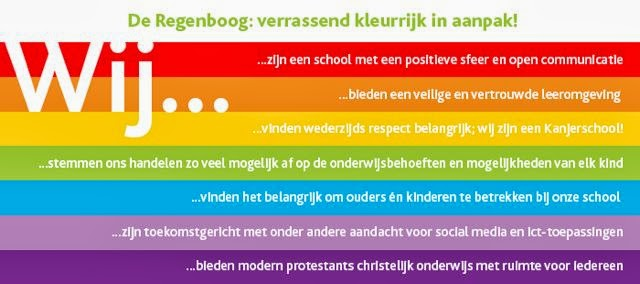 De Regenboog: verrassend kleurrijk in aanpak!
Wij...
...zijn een school met een positieve sfeer en open communicatie
...bieden een veilige en vertrouwde leeromgeving
...vinden wederzijds respect belangrijk; wij zijn een Kanjerschool!
...stemmen ons handelen zo veel mogelijk af op de onderwijsbehoeften en mogelijkheden van elk kind
...vinden het belangrijk om ouders én kinderen te betrekken bij onze school
...zijn toekomstgericht met onder andere aandacht voor social media en ict-toepassingen
...bieden modern protestants christelijk onderwijs met ruimte voor iedereen